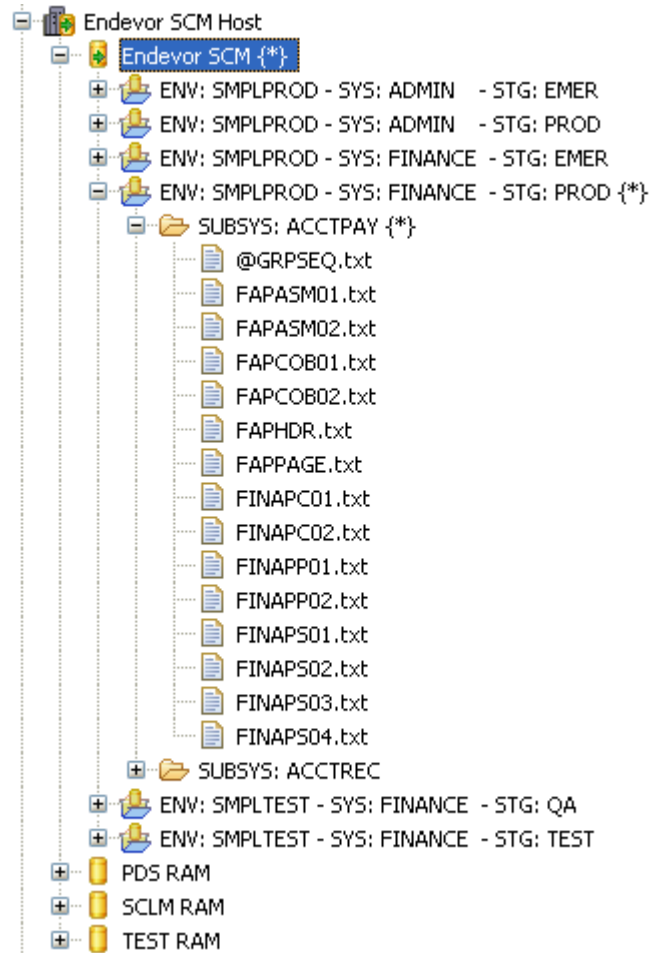 Endevor SCM Host
Endevor SCM {*}
ENV: SMPLPROD - SYS: ADMIN - STG: EMER
ENV: SMPLPROD - SYS: ADMIN - STG: PROD
ENV: SMPLPROD - SYS: FINANCE - STG: EMER
ENV: SMPLPROD - SYS: FINANCE - STG: PROD {*}
SUBSYS: ACCTPAY {*}
@GRPSEQ.txt
FAPASM01.txt
FAPASM02.txt
FAPCOB01.txt
FAPCOB02.txt
FAPHDR.txt
FAPPAGE.txt
FINAPC01.txt
FINAPC02.txt
FINAPP01.txt
FINAPP02.txt
FINAPS01.txt
FINAPS02.txt
FINAPS03.txt
FINAPS04.txt
SUBSYS: ACCTREC
ENV: SMPLTEST - SYS: FINANCE - STG: QA
ENV: SMPLTEST - SYS: FINANCE - STG: TEST
PDS RAM
SCLM RAM
TEST RAM